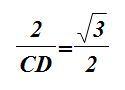 2/CD = √3/2